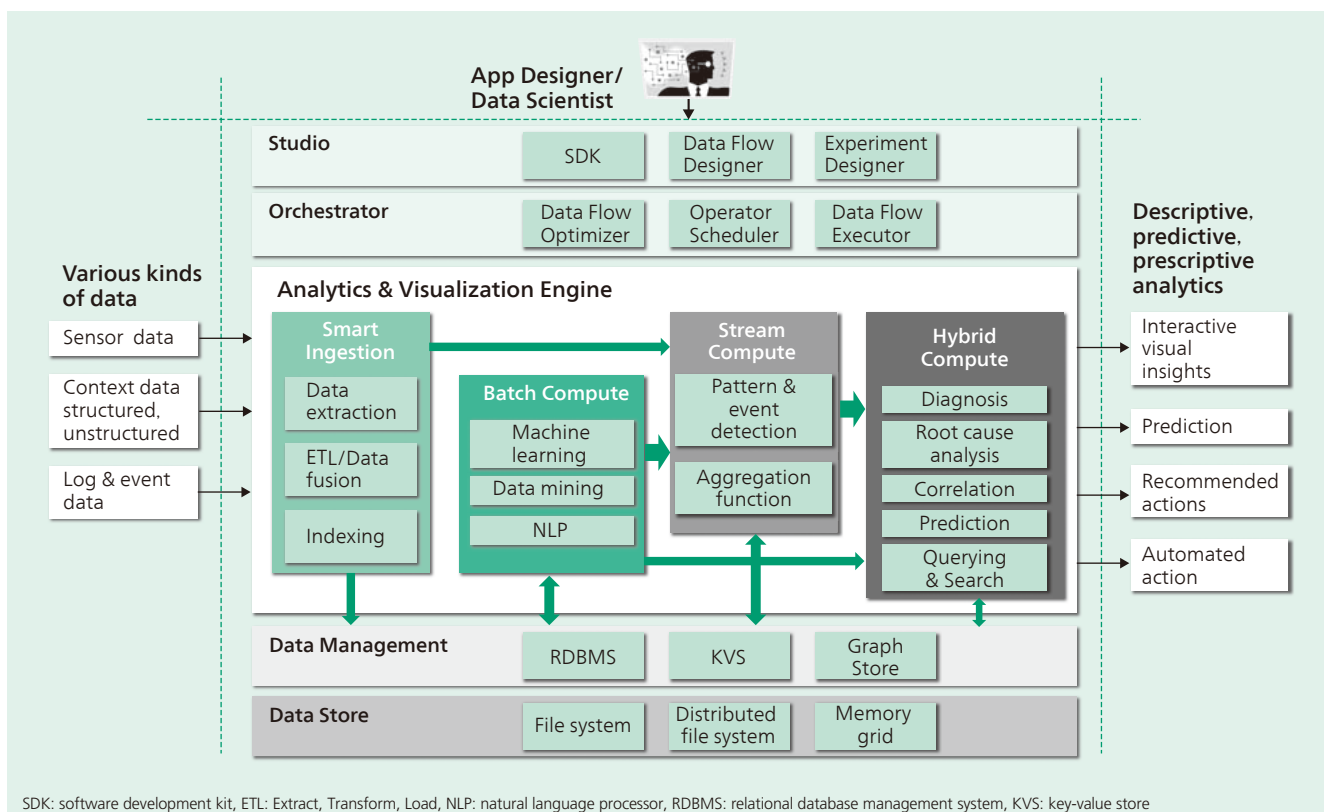 App Designer/
Data Scientist
Studio
SDK
Data Flow
Designer
Experiment
Designer
Orchestrator
Data Flow
Optimizer
Operator
Scheduler
Data Flow
Executor
Various kinds
of data
Sensor data
Context data
structured,
unstructured
Log & event
data
Analytics & Visualization Engine
Smart
Ingestion
Data
extraction
ETL/Data
fusion
Indexing
Batch Compute
Machine
learning
Data mining
NLP
Stream
Compute
Pattern &
event
detection
Aggregation
function
Hybrid
Compute
Diagnosis
Root cause
analysis
Correlation
Prediction
Querying
& Search
Descriptive,
predictive,
prescriptive
analytics
Interactive
visual
insights
Prediction
Recommended
actions
Automated
action
Data Management
RDBMS
KVS
Graph
Store
Data Store
File system
Distributed
file system
Memory
grid
SDK: software development kit, ETL: Extract, Transform, Load, NLP: natural language processor, RDBMS: relational database management system, KVS: key-value store